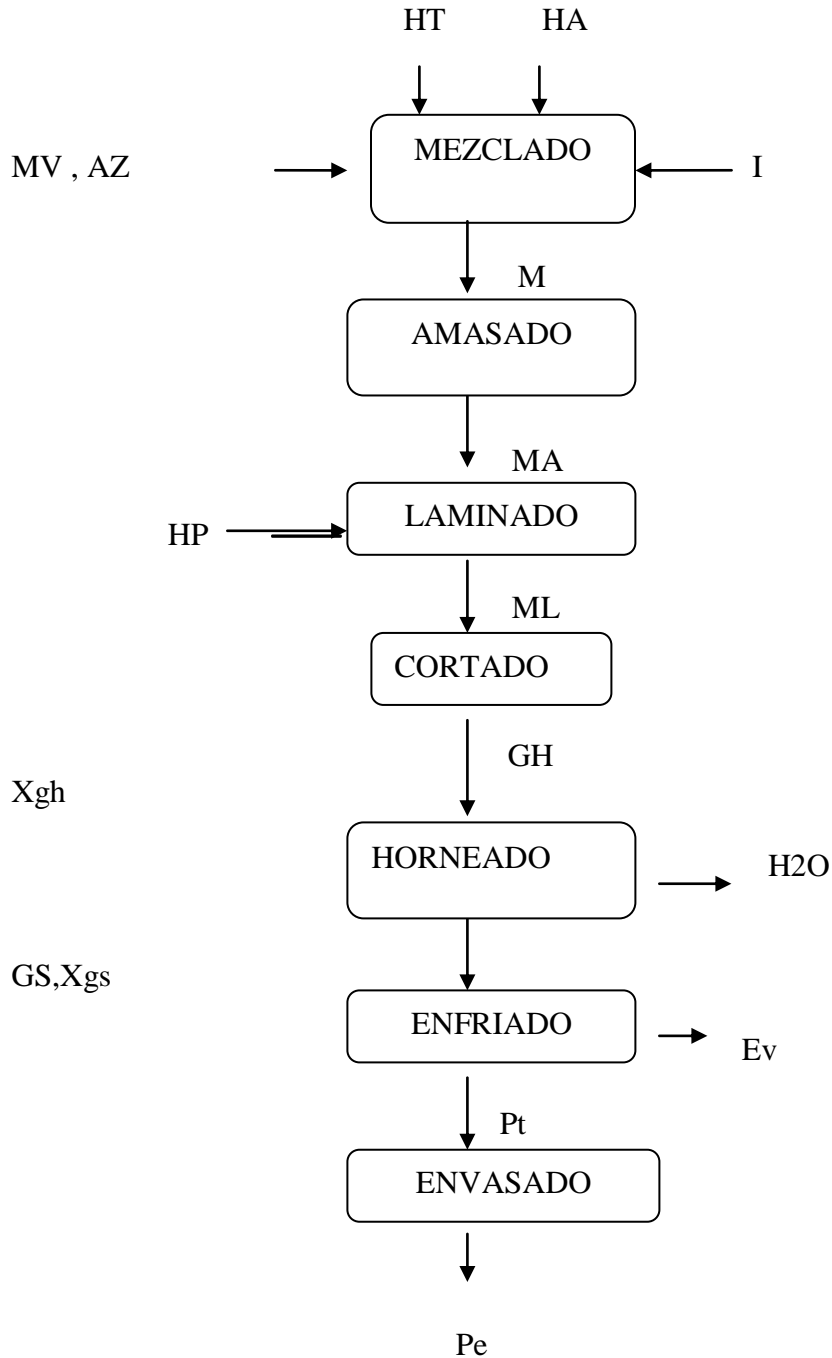 HT HA
MEZCLADO
MV , AZ I
M
AMASADO
MA
LAMINADO
HP
ML
CORTADO
GH
Xgh
HORNEADO
H2O
GS,Xgs
ENFRIADO
Ev
Pt
ENVASADO
Pe